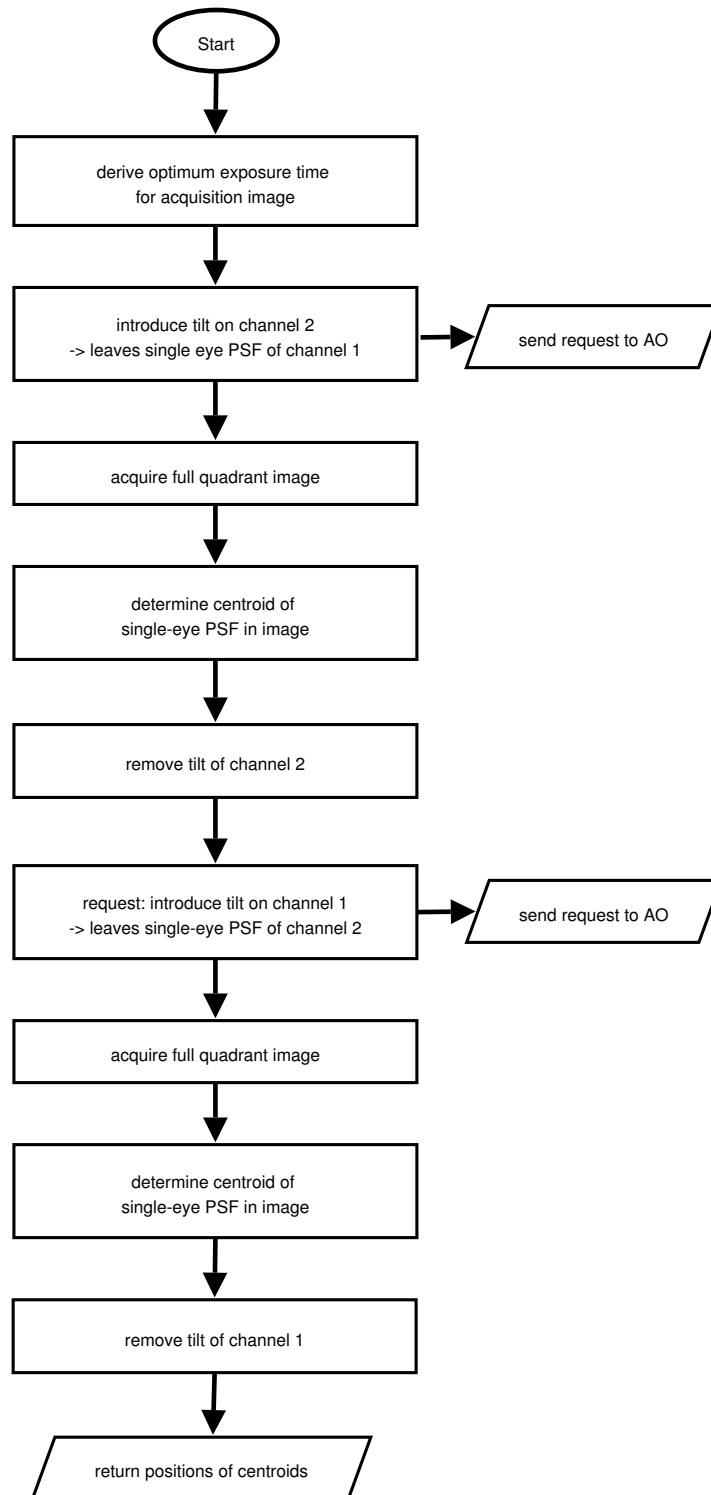 Start
derive optimum exposure time
for acquisition image
introduce tilt on channel 2
-> leaves single eye PSF of channel 1
send request to AO
acquire full quadrant image
determine centroid of
single-eye PSF in image
remove tilt of channel 2
request: introduce tilt on channel 1
-> leaves single-eye PSF of channel 2
send request to AO
acquire full quadrant image
determine centroid of
single-eye PSF in image
remove tilt of channel 1
return positions of centroids